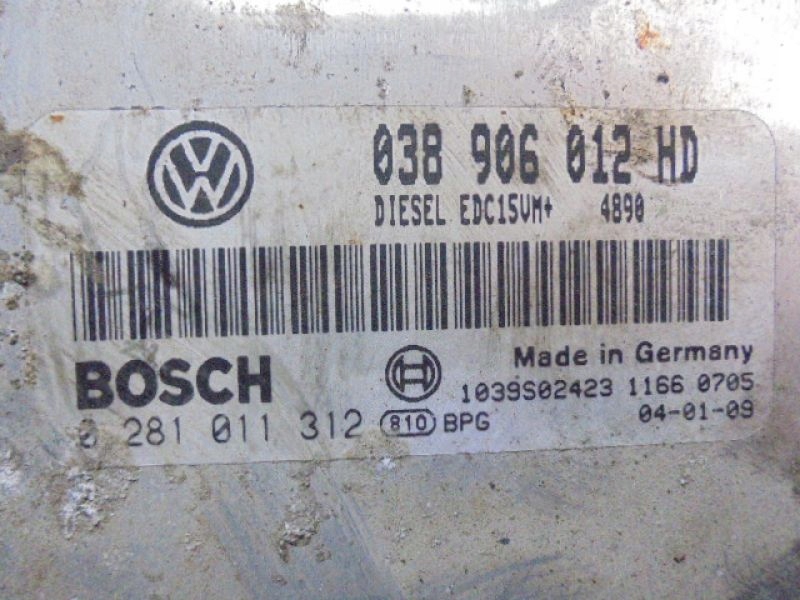 038 906 012 HD
DIESEL EDC15VM+ 4890
BOSCH
Made in Germany
1039S02423 1166 0705
0 281 011 312 810 BPG
04-01-09